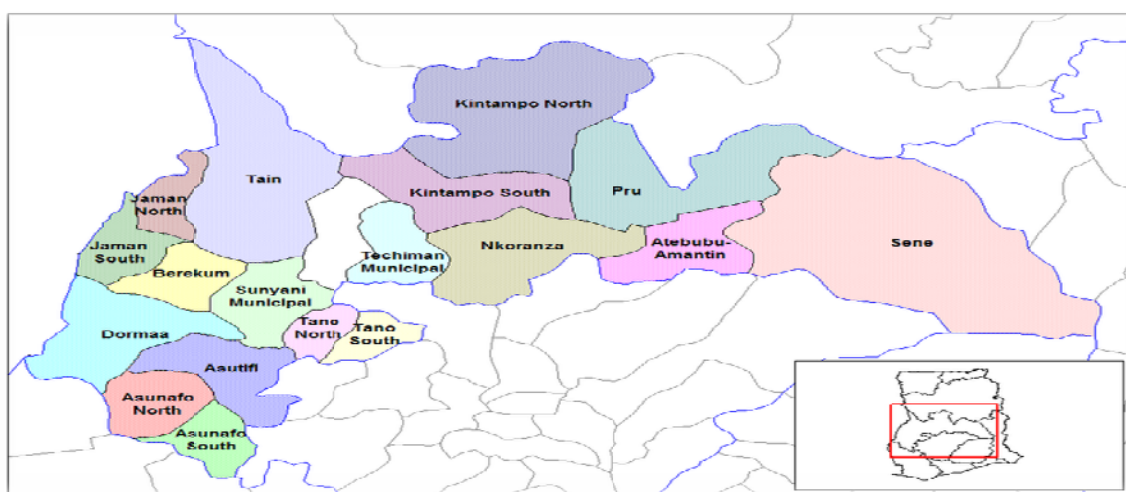 Kintampo North
Tain
Kintampo South
Pru
Jaman
North
Jaman
South
Berekum
Techiman
Municipal
Nkoranza
Atebubu-
Amantin
Sene
Sunyani
Municipal
Dormaa
Tano
North
Tano
South
Asutifi
Asunafo
North
Asunafo
South